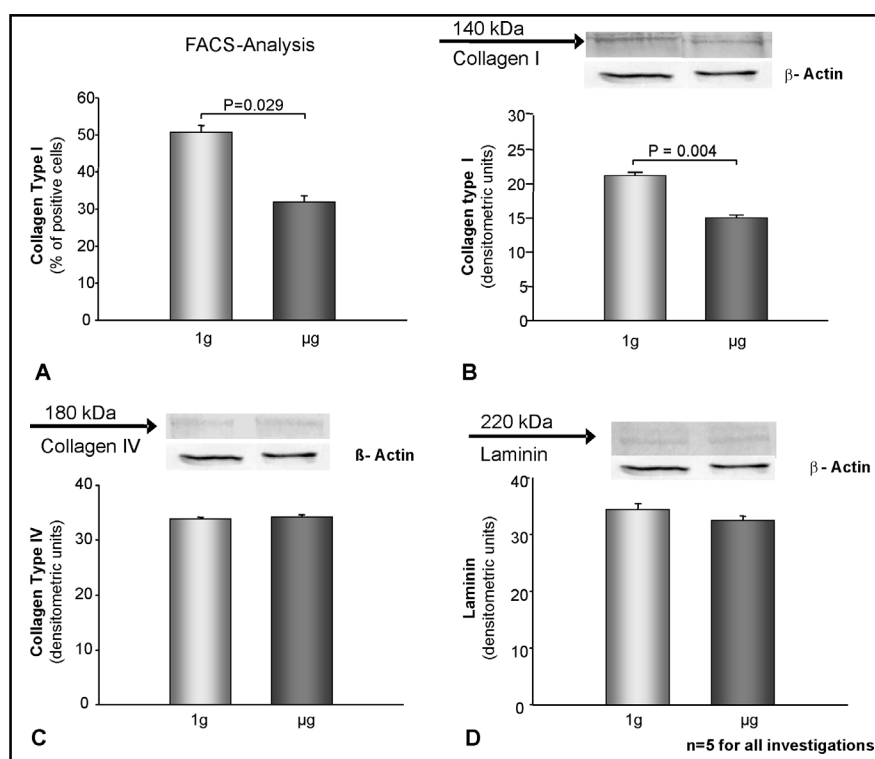 FACS-Analysis
60
50
40
30
20
10
0
Collagen Type I
(% of positive cells)
P=0.029
1g
µg
A
140 kDa
Collagen I
β- Actin
25
20
15
10
5
0
Collagen type I
(densitometric units)
P = 0.004
1g
µg
B
180 kDa
Collagen IV
ß- Actin
40
30
20
10
0
Collagen Type IV
(densitometric units)
1g
µg
C
220 kDa
Laminin
β - Actin
40
30
20
10
0
Laminin
(densitometric units)
1g
µg
D
n=5 for all investigations